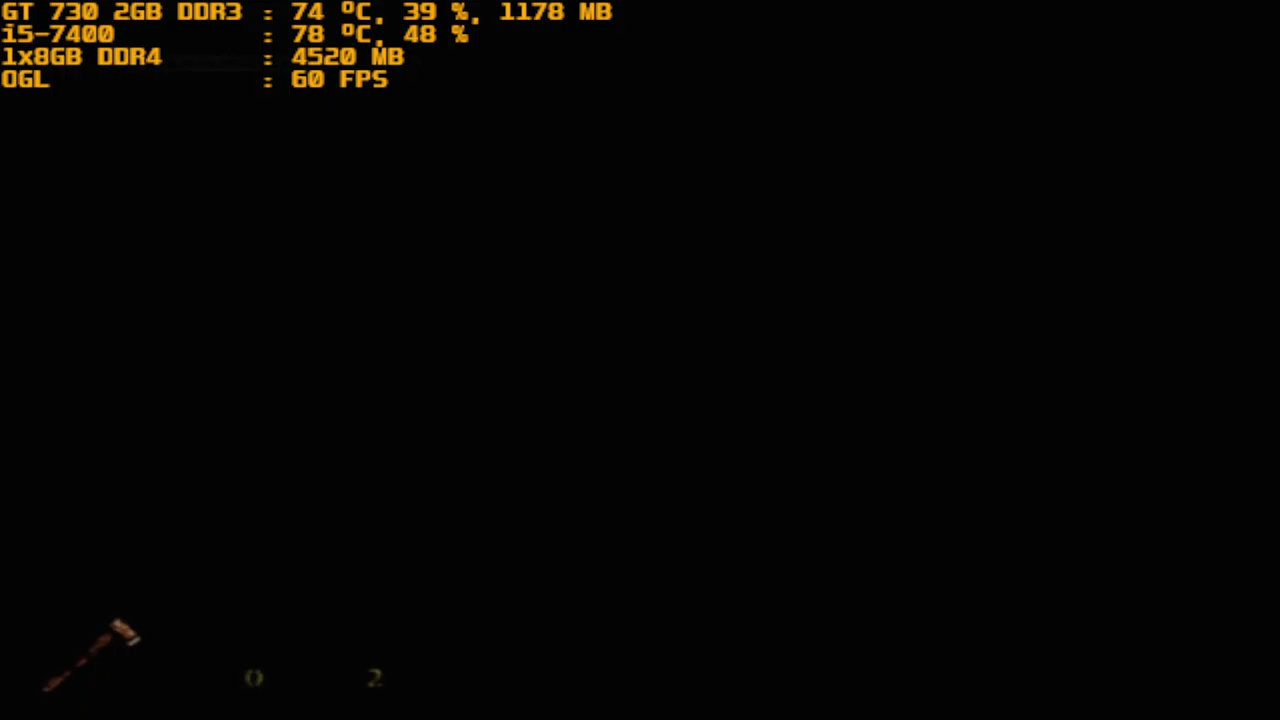 GT 730 2GB DDR3 : 74 ºC, 39 %, 1178 MB
i5-7400 : 78 ºC, 48 %
1x8GB DDR4 : 4520 MB
OGL : 60 FPS
0 2